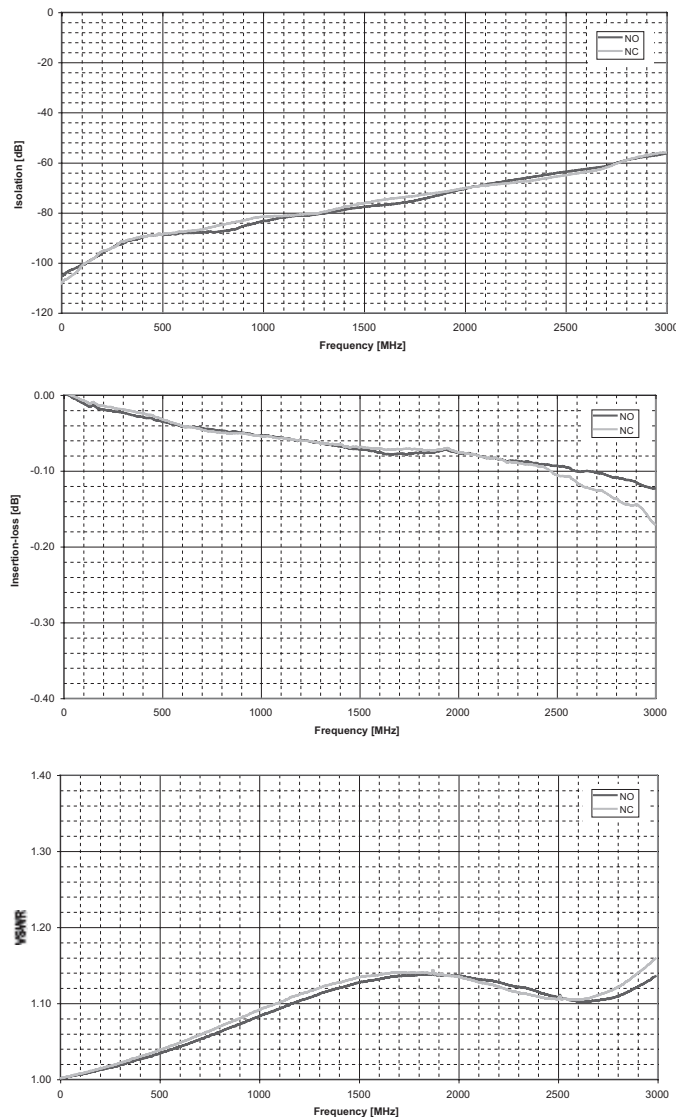 0
-20
-40
-60
-80
-100
-120
Isolation [dB]
NO
NC
0 500 1000 1500 2000 2500 3000
Frequency [MHz]
0.00
-0.10
-0.20
-0.30
-0.40
Insertion-loss [dB]
NO
NC
0 500 1000 1500 2000 2500 3000
Frequency [MHz]
1.40
1.30
1.20
1.10
1.00
VSWR
NO
NC
0 500 1000 1500 2000 2500 3000
Frequency [MHz]